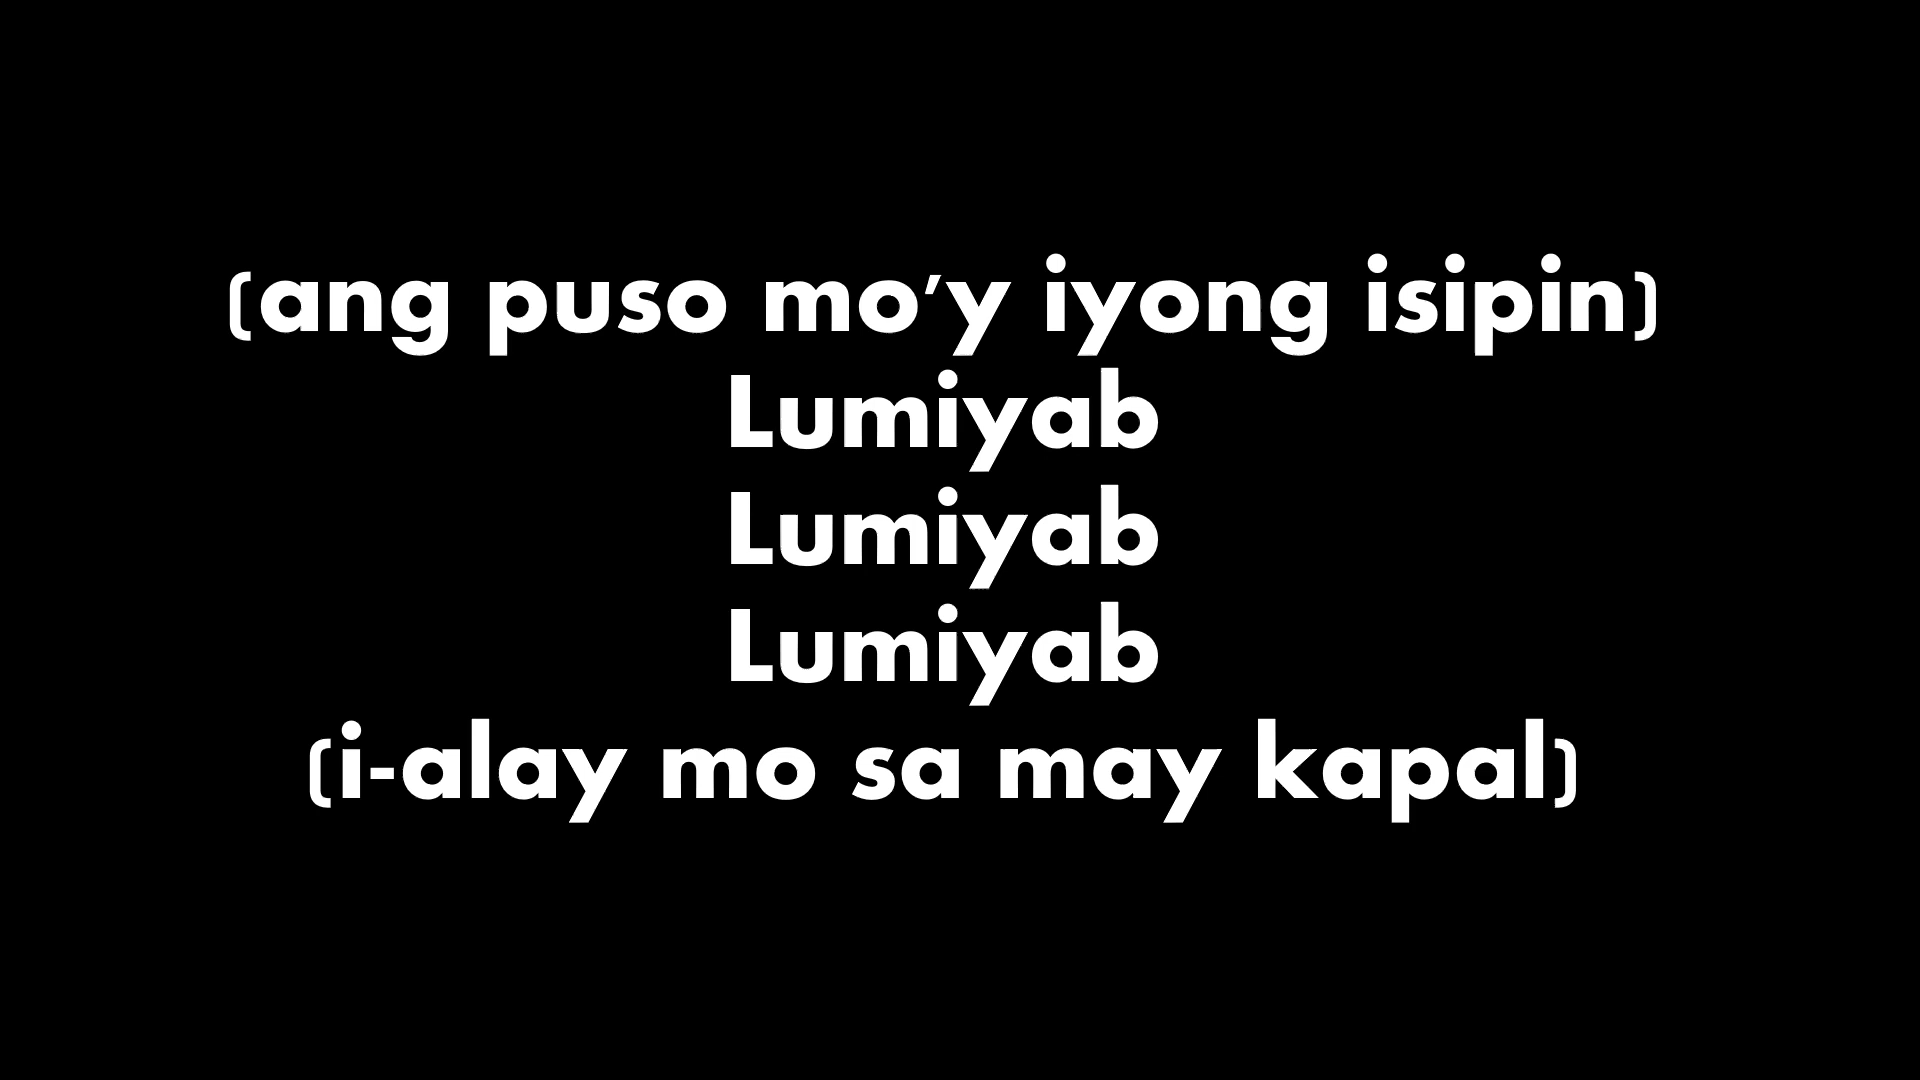 (ang puso mo'y iyong isipin)
Lumiyab
Lumiyab
Lumiyab
(i-alay mo sa may kapal)